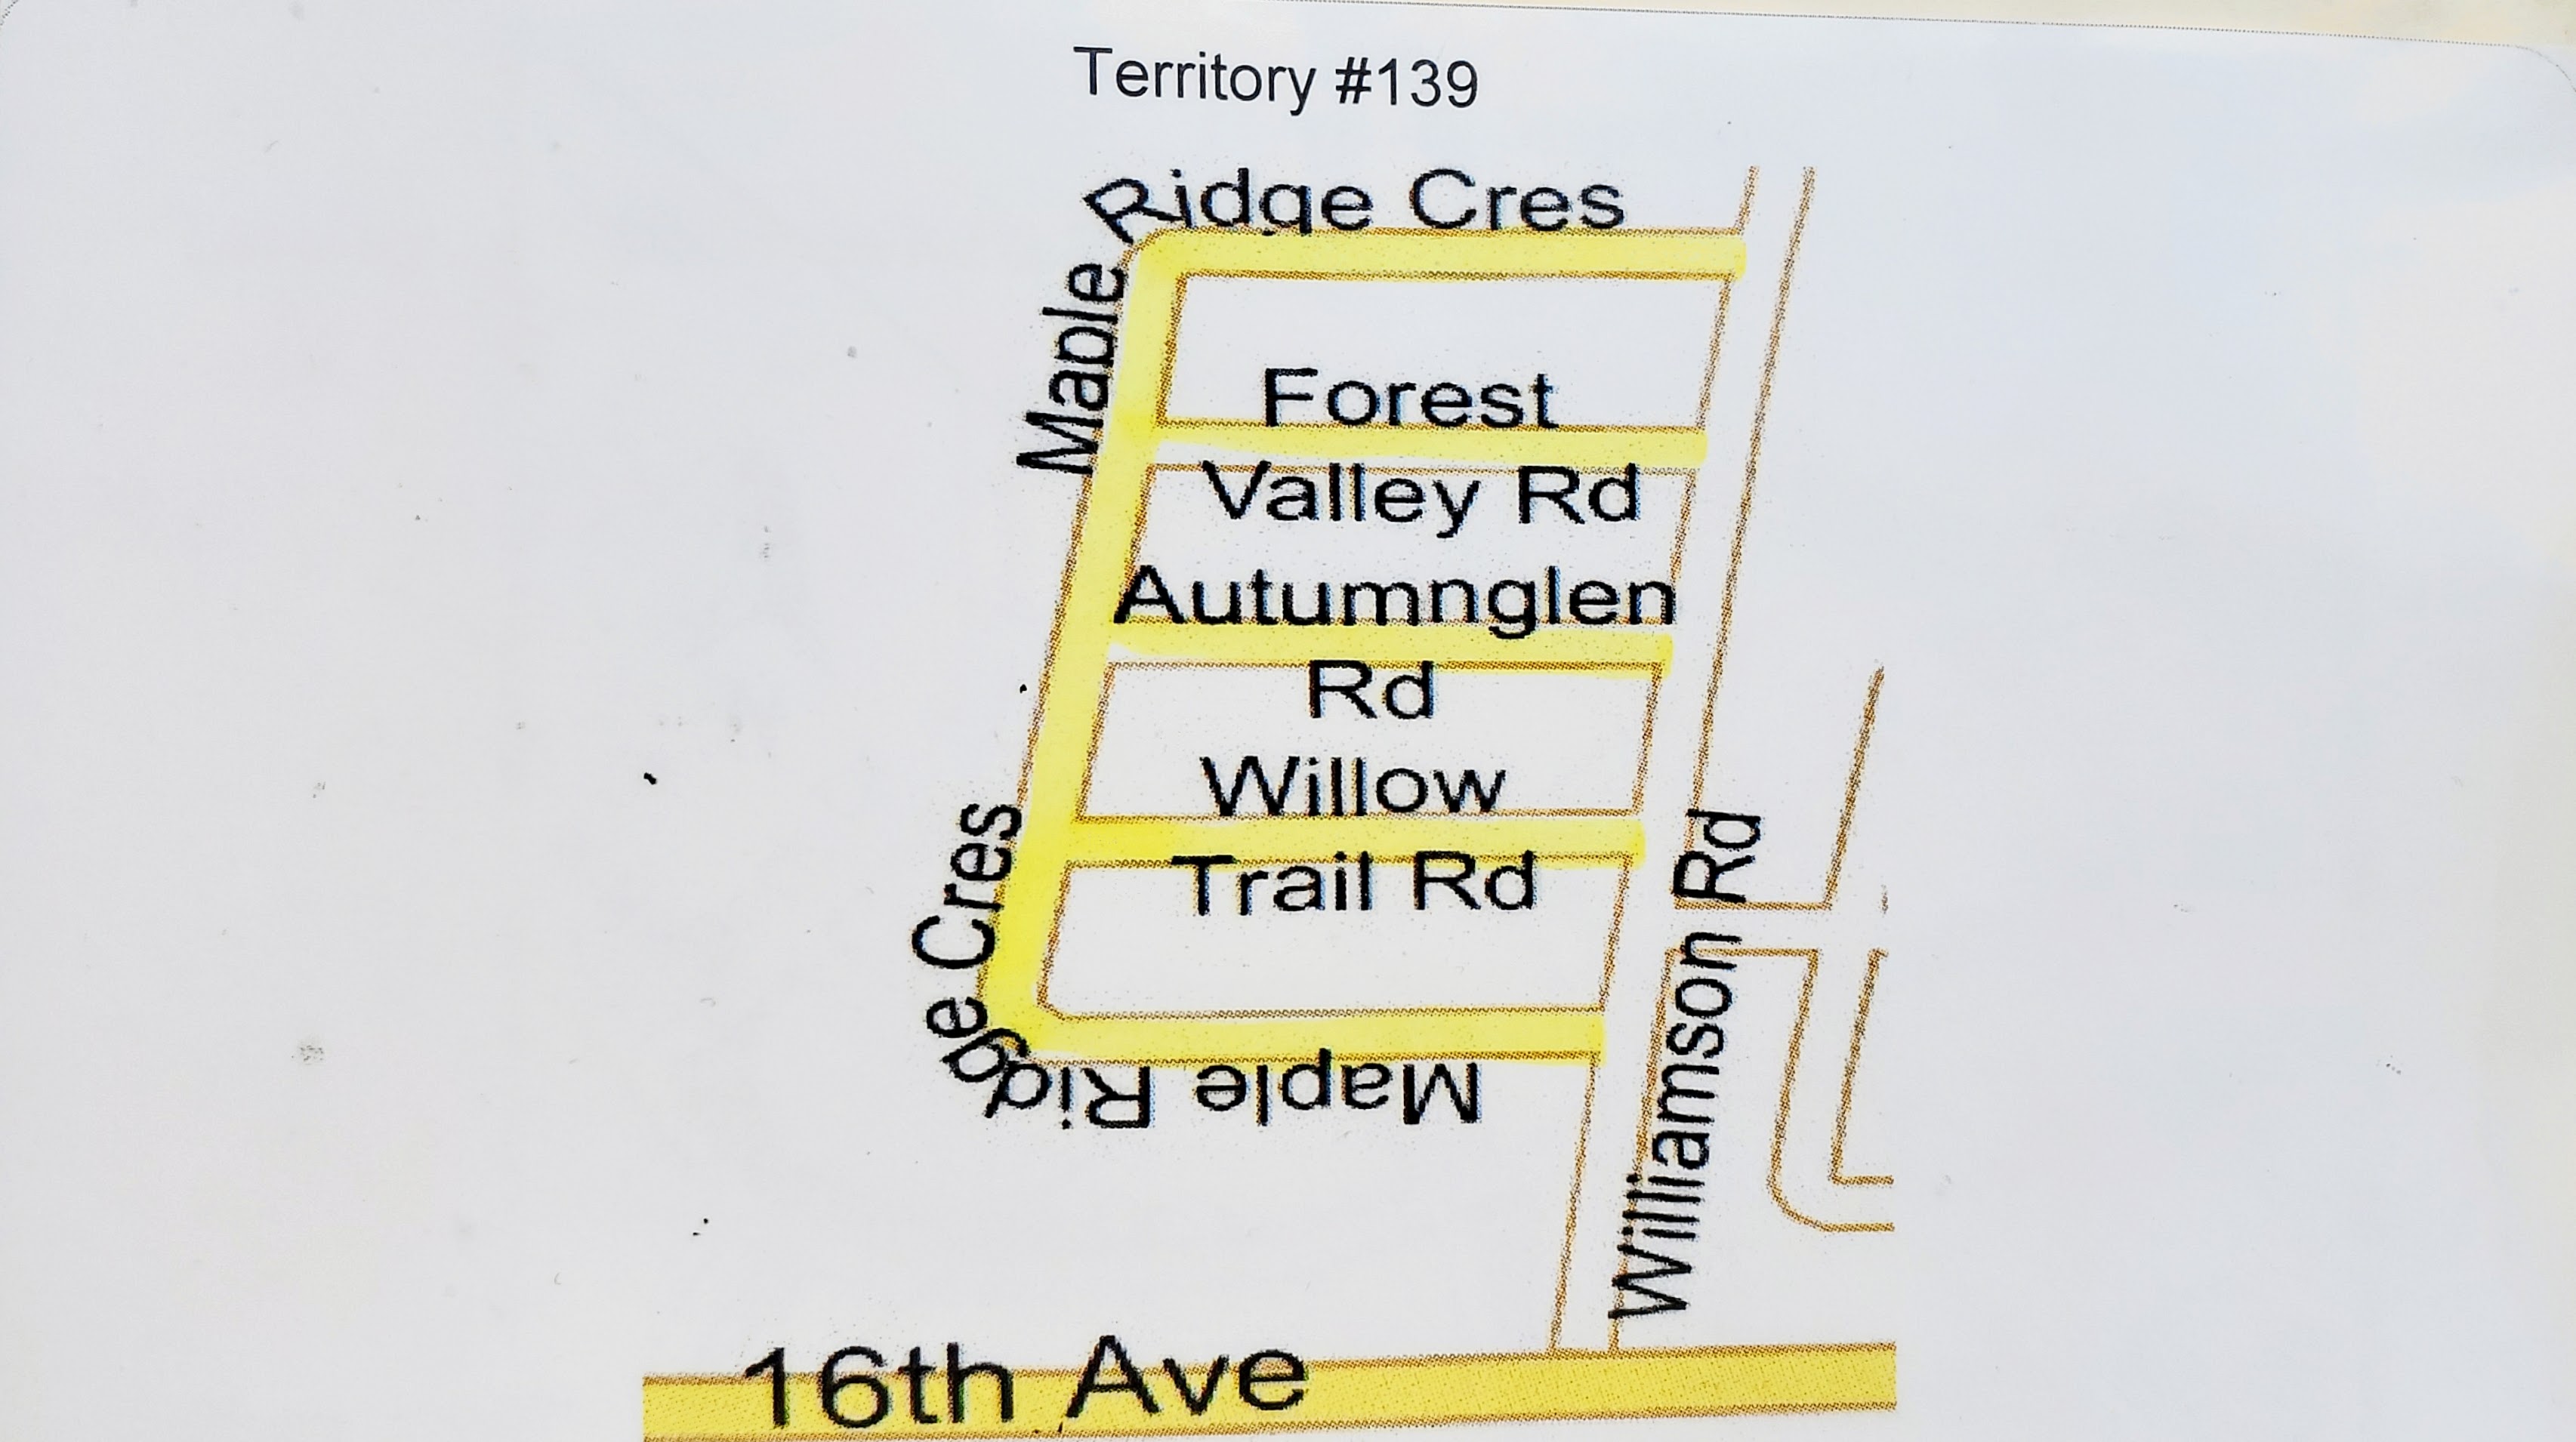 Territory #139
Maple Ridge Cres
Forest
Valley Rd
Autumnglen
Rd
Willow
Trail Rd
Maple Ridge Cres
Williamson Rd
16th Ave